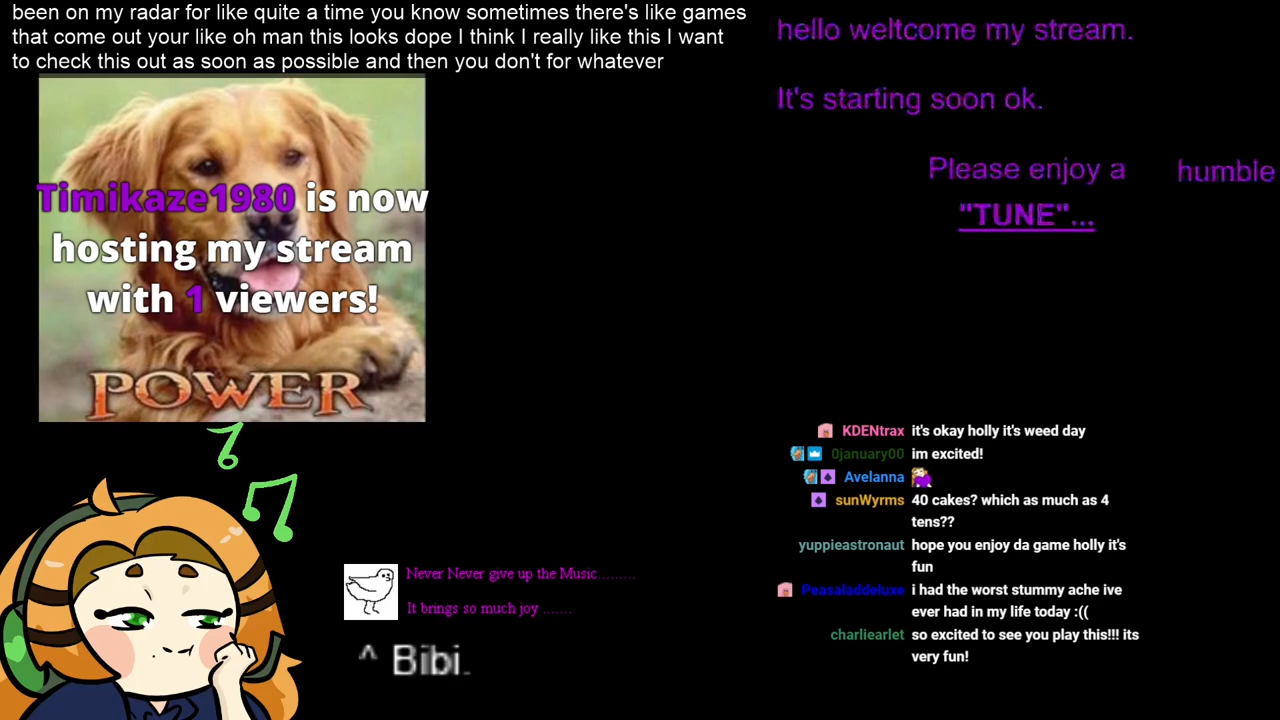 been on my radar for like quite a time you know sometimes there's like games
that come out your like oh man this looks dope I think I really like this I want
to check this out as soon as possible and then you don't for whatever
Timikaze1980 is now
hosting my stream
with 1 viewers!
POWER
hello weltcome my stream.
It's starting soon ok.
Please enjoy a humble
"TUNE"...
KDENtrax it's okay holly it's weed day
0january00 im excited!
Avelanna
sunWyrms 40 cakes? which as much as 4
tens??
yuppieastronaut hope you enjoy da game holly it's
fun
Peasaladdeluxe i had the worst stummy ache ive
ever had in my life today :((
charliearlet so excited to see you play this!!! its
very fun!
Never Never give up the Music.........
It brings so much joy .......
^ Bibi.